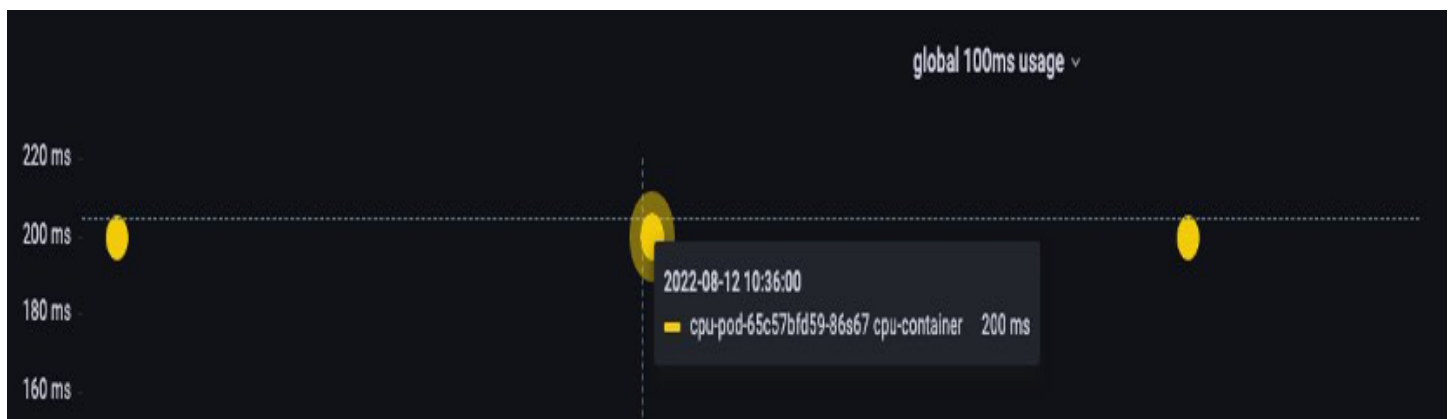 global 100ms usage
220 ms
200 ms
2022-08-12 10:36:00
cpu-pod-65c57bfd59-86s67 cpu-container 200 ms
180 ms
160 ms